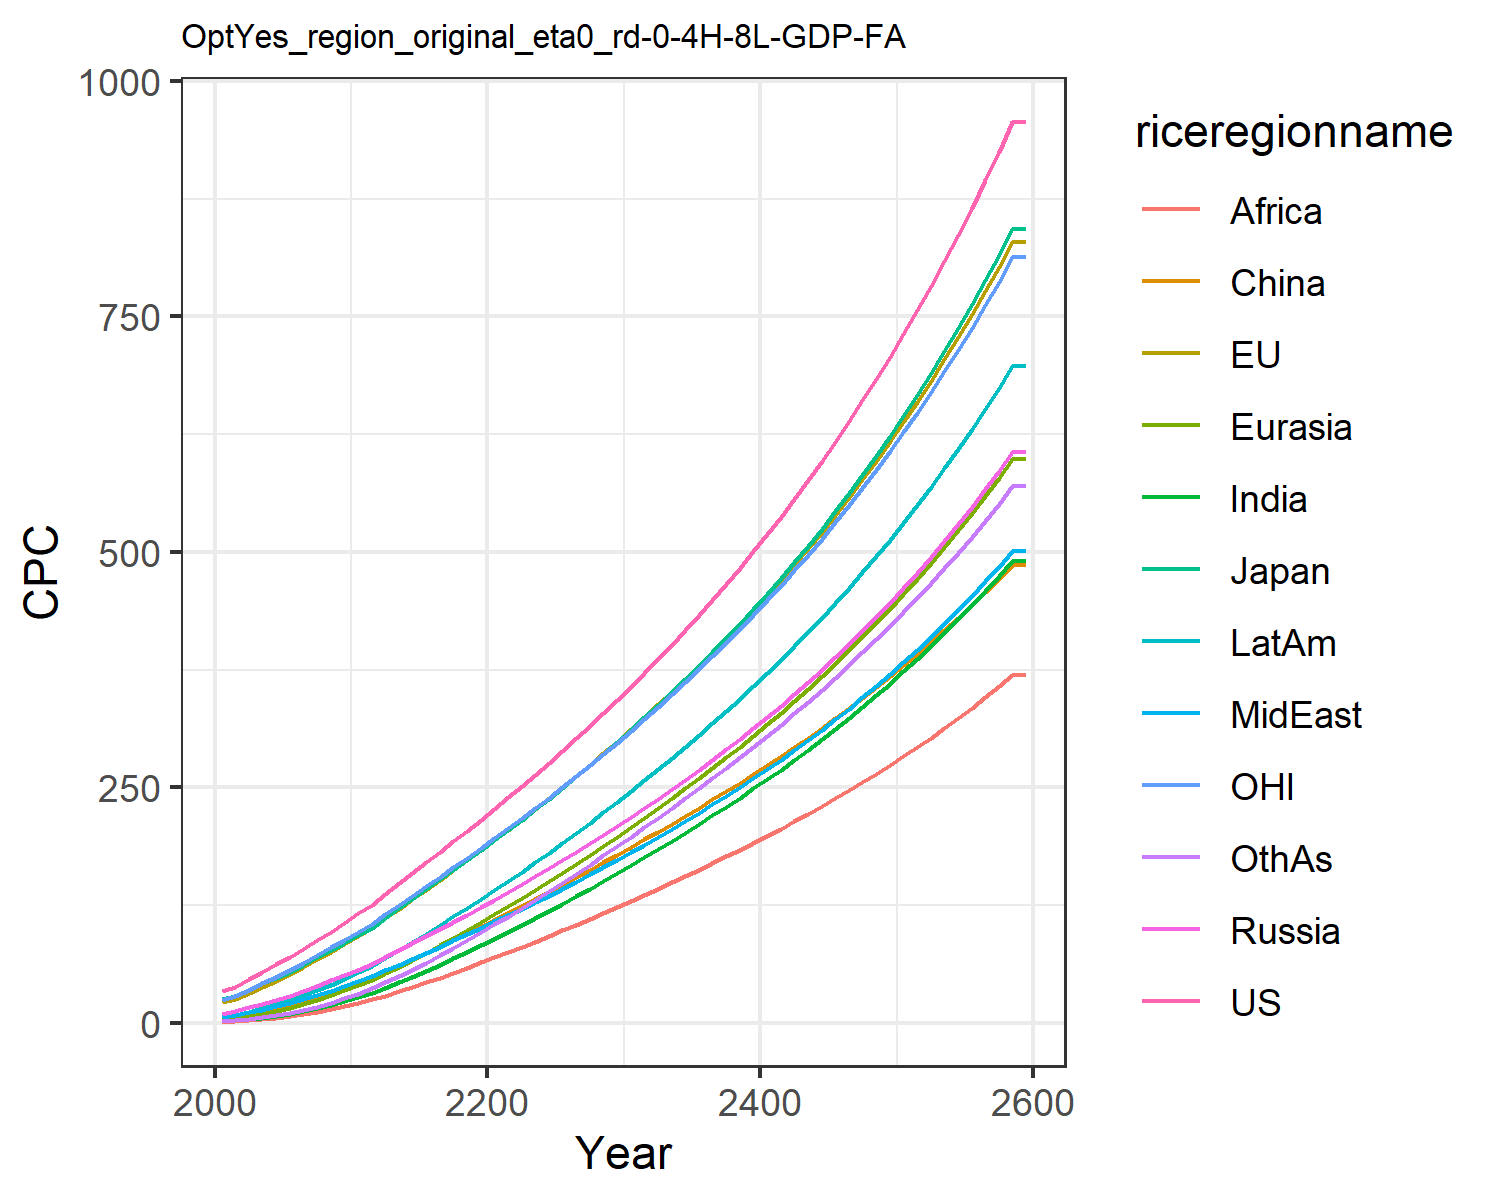 OptYes_region_original_eta0_rd-0-4H-8L-GDP-FA
1000
750
500
250
0
CPC
2000 2200 2400 2600
Year
riceregionname
Africa
China
EU
Eurasia
India
Japan
LatAm
MidEast
OHI
OthAs
Russia
US